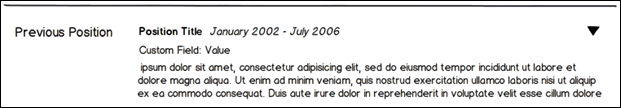 Previous Position Position Title January 2002 - July 2006
Custom Field: Value
ipsum dolor sit amet, consectetur adipisicing elit, sed do eiusmod tempor incididunt ut labore et
dolore magna aliqua. Ut enim ad minim veniam, quis nostrud exercitation ullamco laboris nisi ut aliquip
ex ea commodo consequat. Duis aute irure dolor in reprehenderit in voluptate velit esse cillum dolore